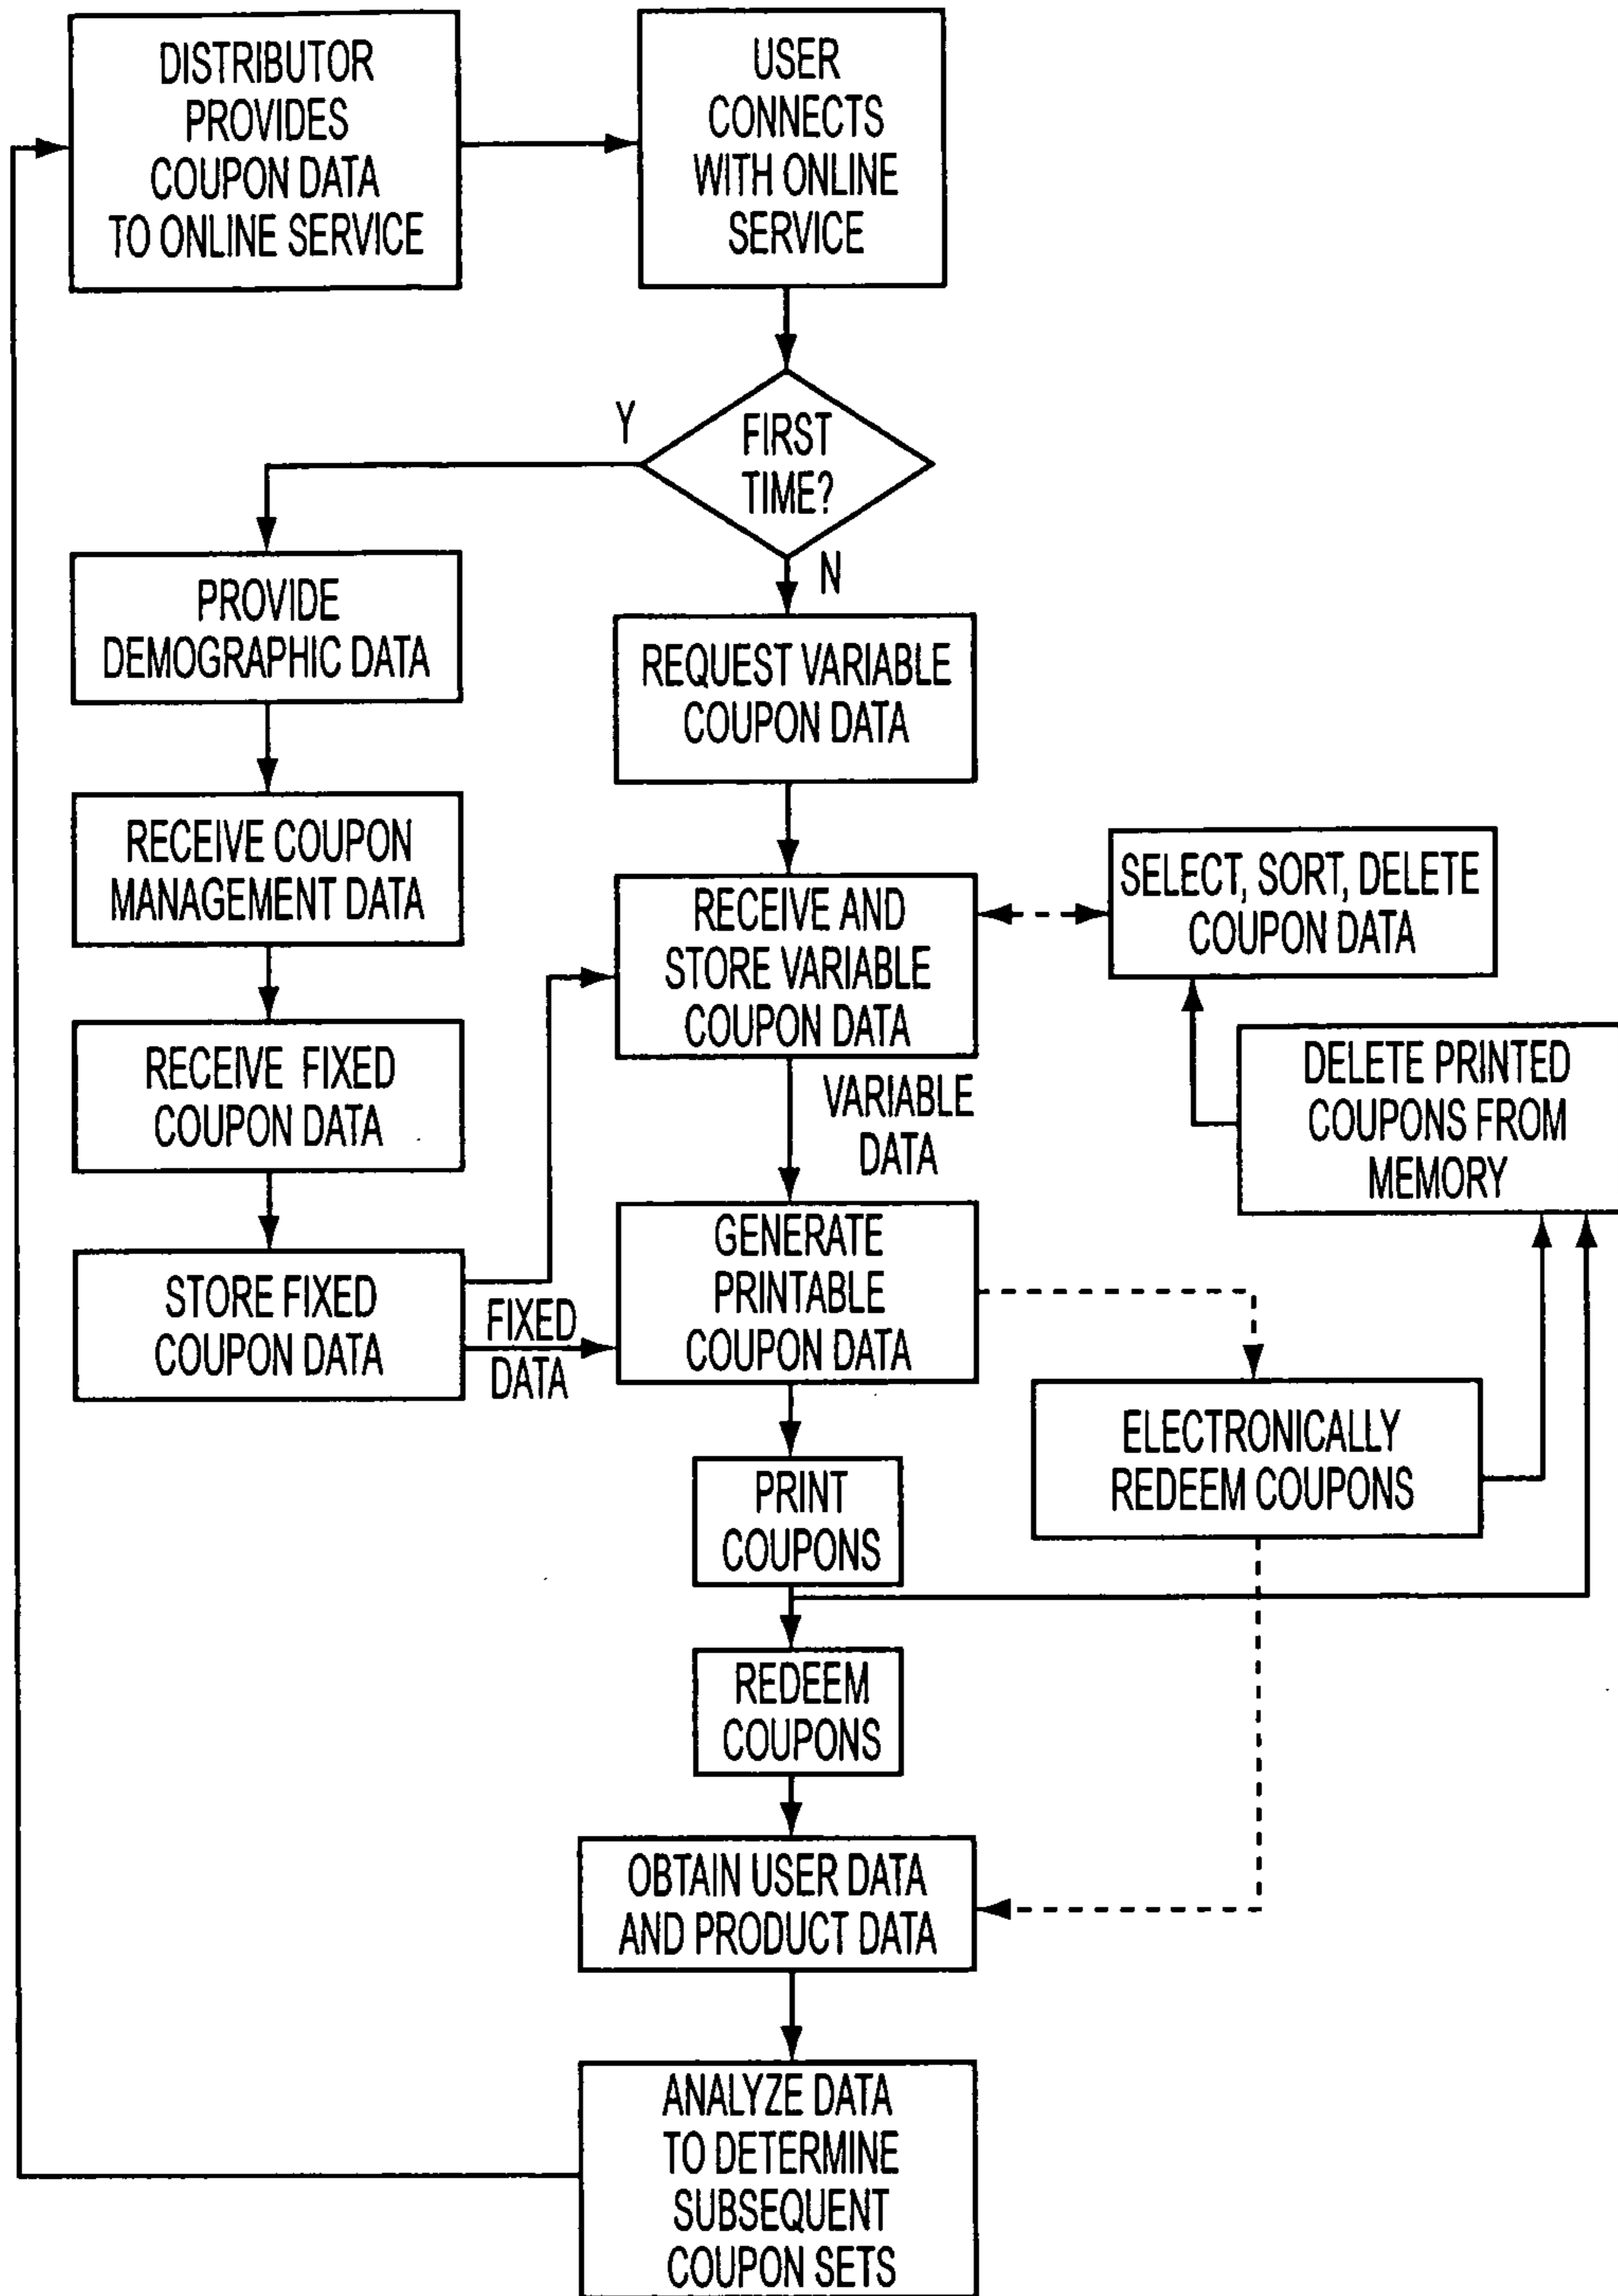 DISTRIBUTOR
PROVIDES
COUPON DATA
TO ONLINE SERVICE
USER
CONNECTS
WITH ONLINE
SERVICE
FIRST
TIME?
Y
N
PROVIDE
DEMOGRAPHIC DATA
REQUEST VARIABLE
COUPON DATA
RECEIVE COUPON
MANAGEMENT DATA
RECEIVE AND
STORE VARIABLE
COUPON DATA
SELECT, SORT, DELETE
COUPON DATA
RECEIVE FIXED
COUPON DATA
VARIABLE
DATA
DELETE PRINTED
COUPONS FROM
MEMORY
STORE FIXED
COUPON DATA
FIXED
DATA
GENERATE
PRINTABLE
COUPON DATA
ELECTRONICALLY
REDEEM COUPONS
PRINT
COUPONS
REDEEM
COUPONS
OBTAIN USER DATA
AND PRODUCT DATA
ANALYZE DATA
TO DETERMINE
SUBSEQUENT
COUPON SETS